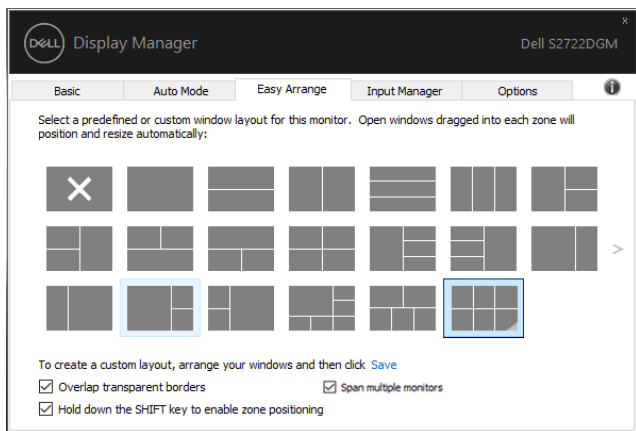 x
DELL Display Manager Dell S2722DGM
Basic Auto Mode Easy Arrange Input Manager Options i
Select a predefined or custom window layout for this monitor. Open windows dragged into each zone will
position and resize automatically:
>
To create a custom layout, arrange your windows and then click Save
Overlap transparent borders Span multiple monitors
Hold down the SHIFT key to enable zone positioning